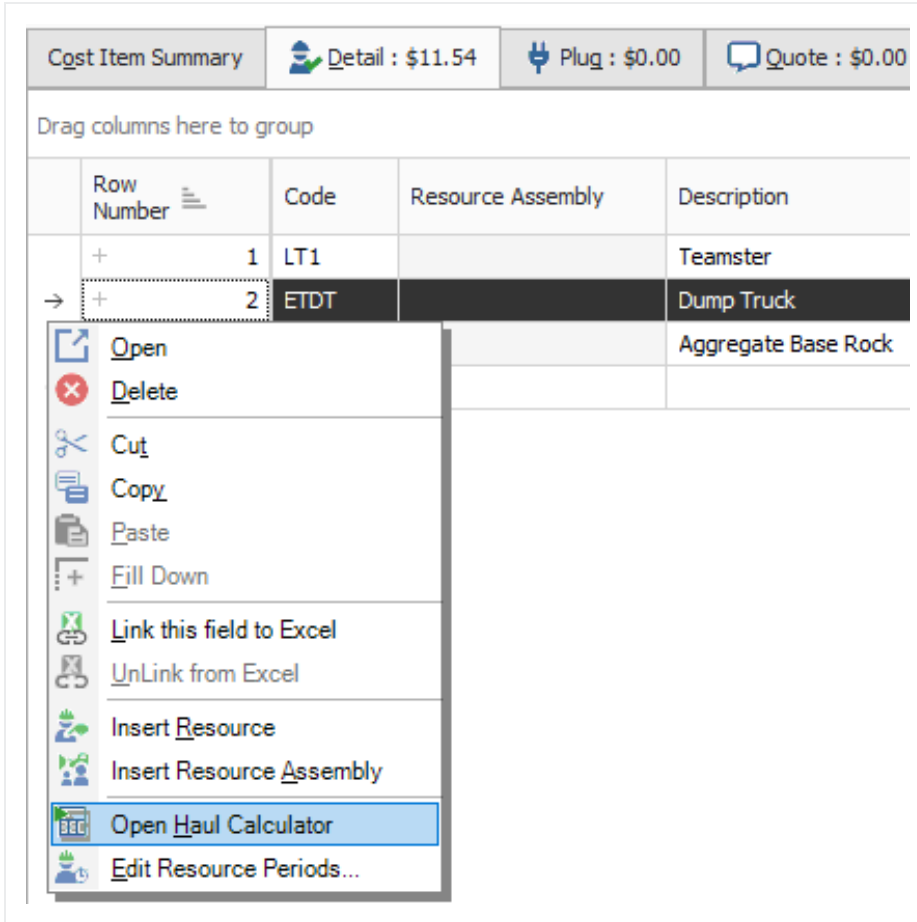 Cost Item Summary Detail : $11.54 Plug : $0.00 Quote : $0.00
Drag columns here to group
Row Number Code Resource Assembly Description
1 LT1 Teamster
2 ETDT Dump Truck
Aggregate Base Rock
Open
Delete
Cut
Copy
Paste
Fill Down
Link this field to Excel
UnLink from Excel
Insert Resource
Insert Resource Assembly
Open Haul Calculator
Edit Resource Periods...